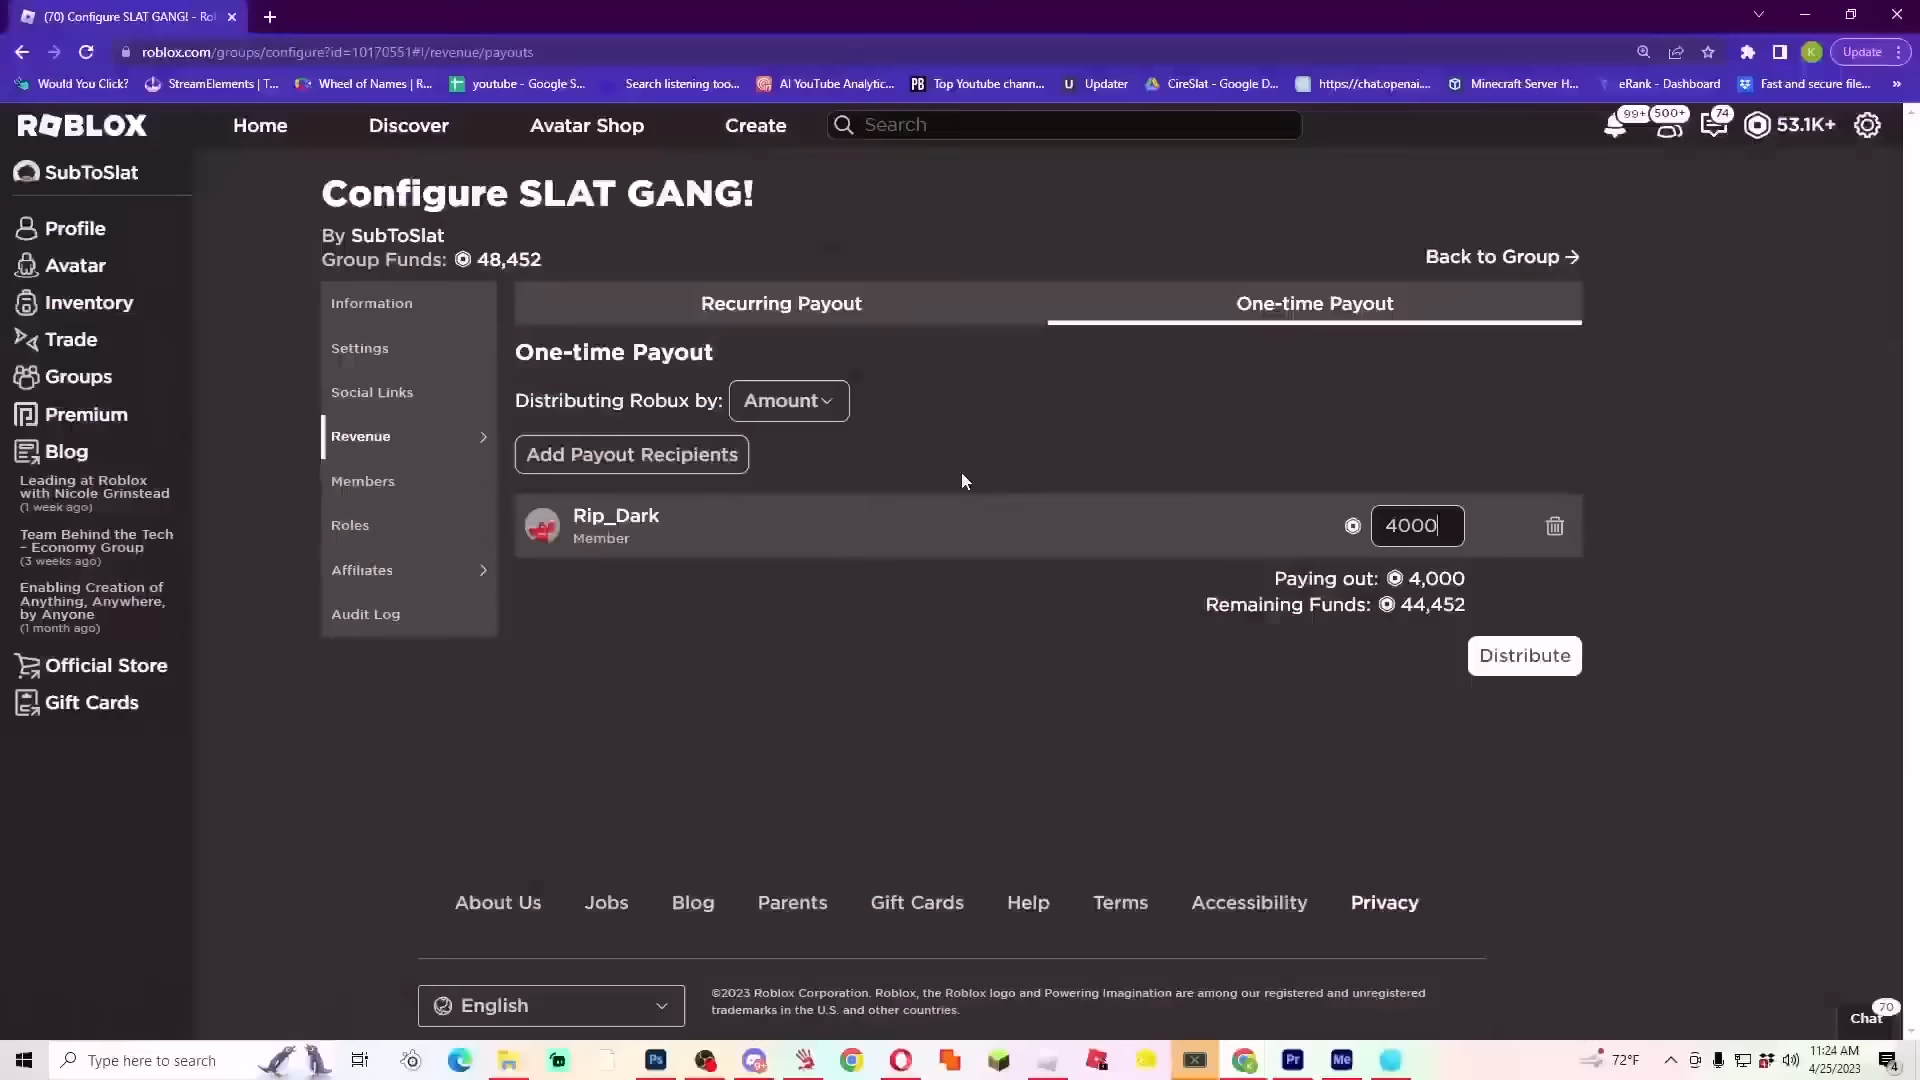 (70) Configure SLAT GANG! - Ro
roblox.com/groups/configure?id=10170551#!/revenue/payouts
K
Update
Would You Click?
StreamElements | T...
Wheel of Names | R...
youtube - Google S...
Search listening too...
AI YouTube Analytic...
PB Top Youtube chann...
U Updater
CireSlat - Google D...
https://chat.openai....
Minecraft Server H...
eRank - Dashboard
Fast and secure file...
»
ROBLOX
Home
Discover
Avatar Shop
Create
Search
99+
500+
74
53.1K+
SubToSlat
Profile
Avatar
Inventory
Trade
Groups
Premium
Blog
Leading at Roblox
with Nicole Grinstead
(1 week ago)
Team Behind the Tech
– Economy Group
(3 weeks ago)
Enabling Creation of
Anything, Anywhere,
by Anyone
(1 month ago)
Official Store
Gift Cards
Configure SLAT GANG!
By SubToSlat
Group Funds: 48,452
Back to Group →
Information
Settings
Social Links
Revenue
Members
Roles
Affiliates
Audit Log
Recurring Payout
One-time Payout
One-time Payout
Distributing Robux by: Amount
Add Payout Recipients
Rip_Dark
Member
4000
Paying out: 4,000
Remaining Funds: 44,452
Distribute
About Us
Jobs
Blog
Parents
Gift Cards
Help
Terms
Accessibility
Privacy
English
©2023 Roblox Corporation. Roblox, the Roblox logo and Powering Imagination are among our registered and unregistered
trademarks in the U.S. and other countries.
Chat
70
Type here to search
Ps
9+
K
Pr
Me
72°F
11:24 AM
4/25/2023
4